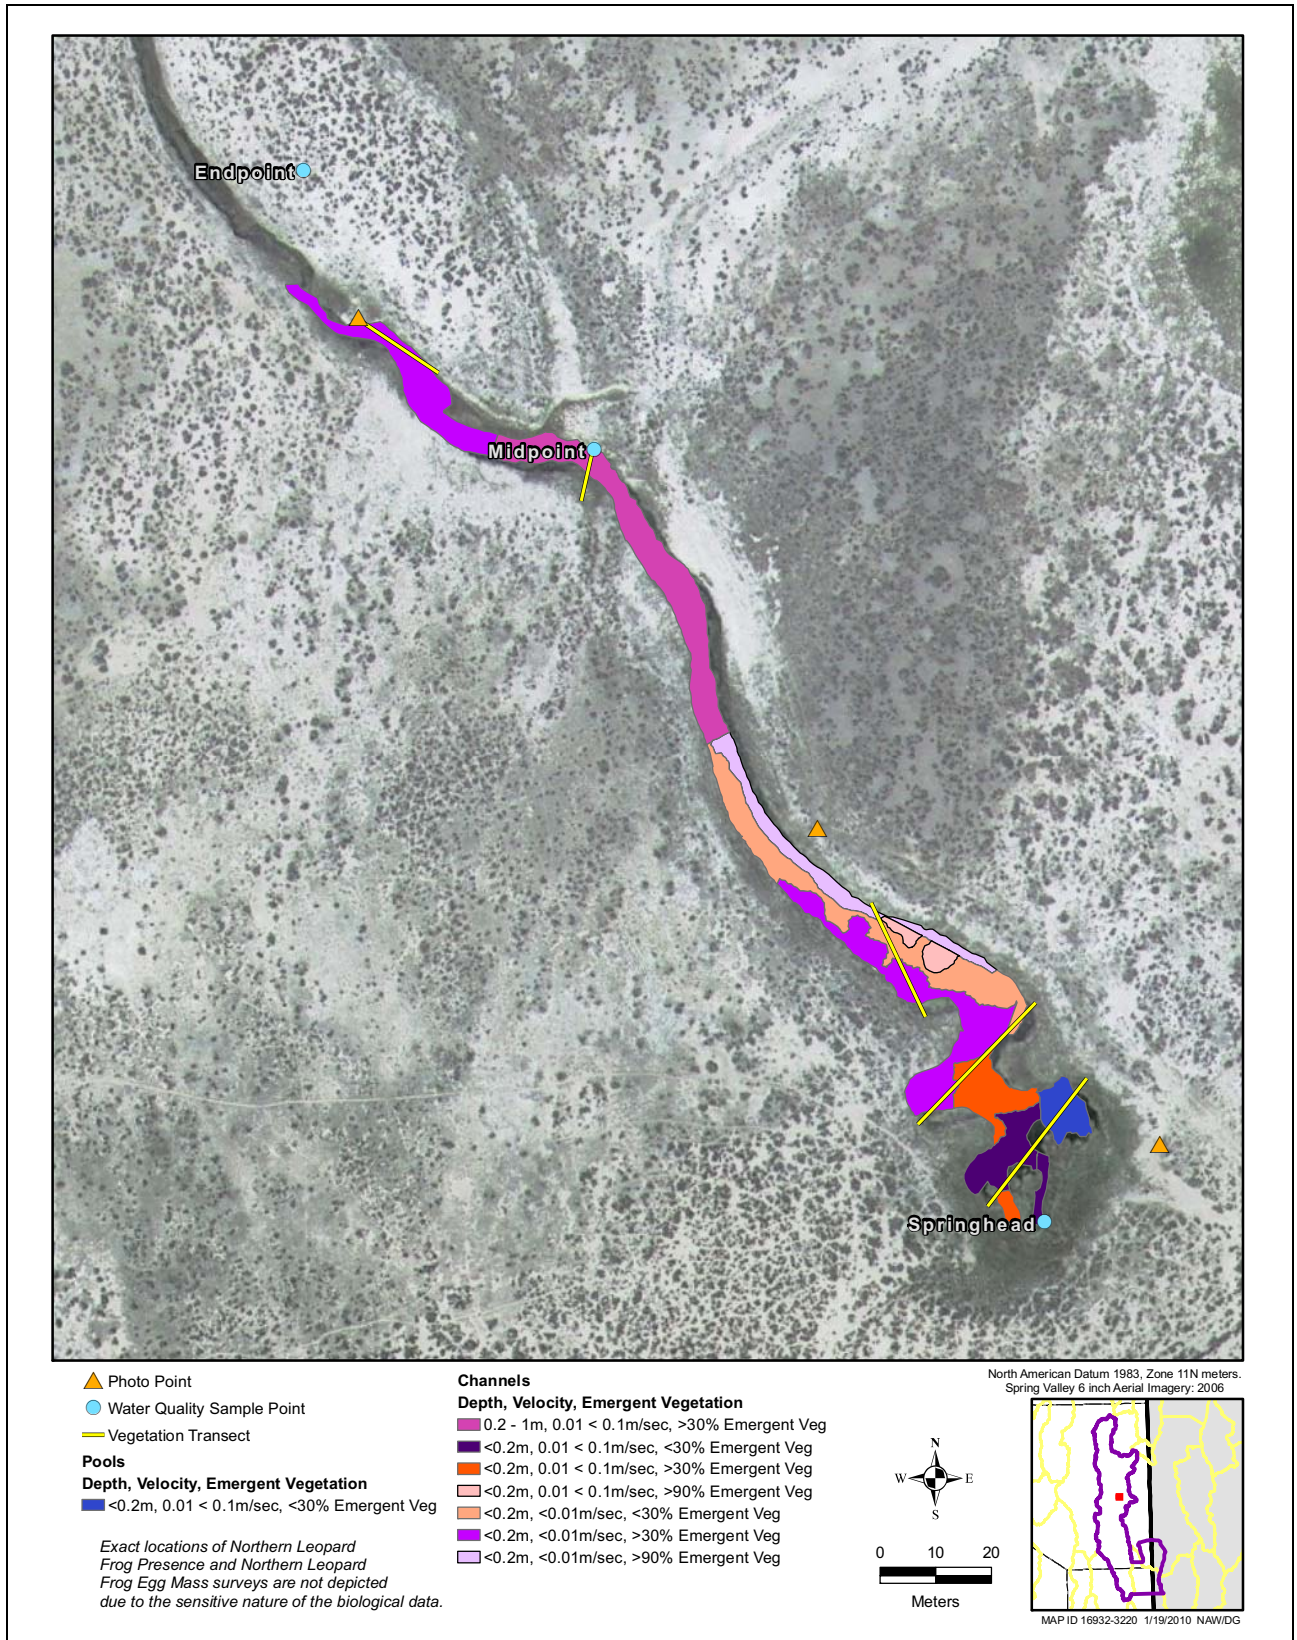 Endpoint
Midpoint
Springhead
Photo Point
Water Quality Sample Point
Vegetation Transect
Pools
Depth, Velocity, Emergent Vegetation
<0.2m, 0.01 < 0.1m/sec, <30% Emergent Veg
Exact locations of Northern Leopard
Frog Presence and Northern Leopard
Frog Egg Mass surveys are not depicted
due to the sensitive nature of the biological data.
Channels
Depth, Velocity, Emergent Vegetation
0.2 - 1m, 0.01 < 0.1m/sec, >30% Emergent Veg
<0.2m, 0.01 < 0.1m/sec, <30% Emergent Veg
<0.2m, 0.01 < 0.1m/sec, >30% Emergent Veg
<0.2m, 0.01 < 0.1m/sec, >90% Emergent Veg
<0.2m, <0.01m/sec, <30% Emergent Veg
<0.2m, <0.01m/sec, >30% Emergent Veg
<0.2m, <0.01m/sec, >90% Emergent Veg
N
W E
S
0 10 20
Meters
North American Datum 1983, Zone 11N meters.
Spring Valley 6 inch Aerial Imagery: 2006
MAP ID 16932-3220 1/19/2010 NAW/DG